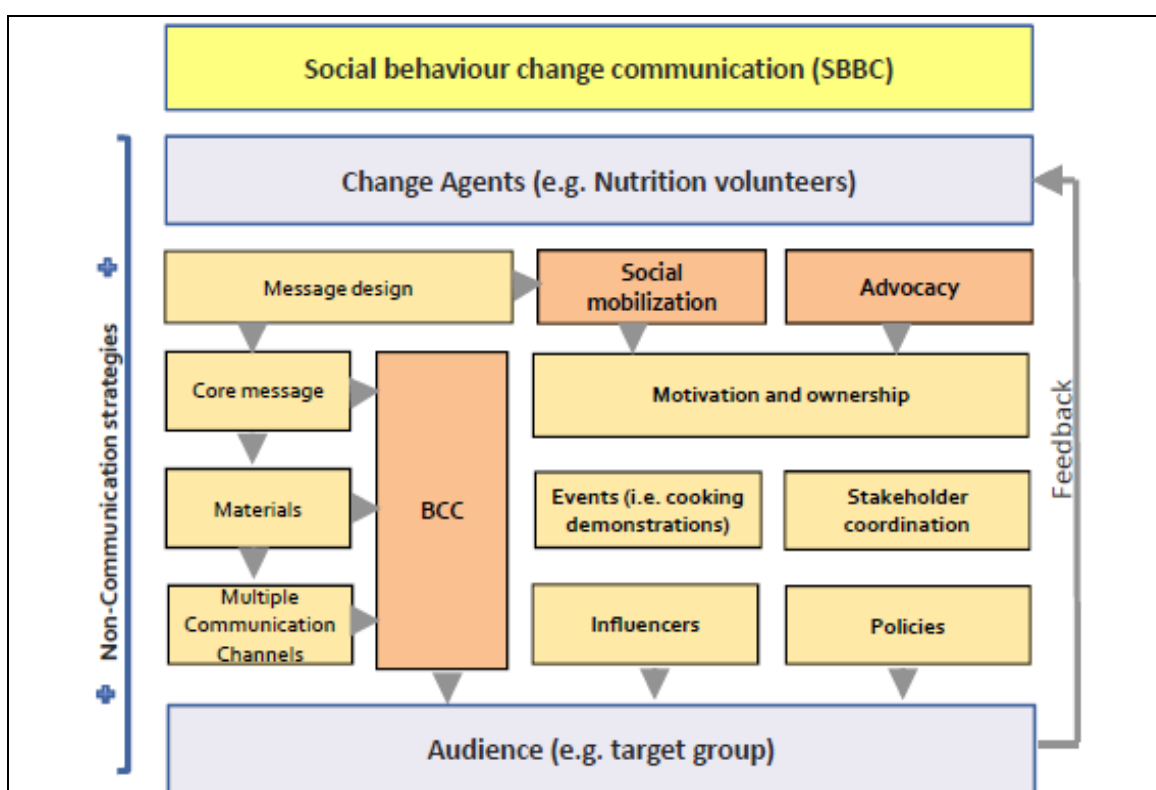 Social behaviour change communication (SBBC)
Change Agents (e.g. Nutrition volunteers)
Message design
Social
mobilization
Advocacy
Core message
BCC
Motivation and ownership
Materials
Events (i.e. cooking
demonstrations)
Stakeholder
coordination
Multiple
Communication
Channels
Influencers
Policies
Audience (e.g. target group)
Non-Communication strategies
Feedback